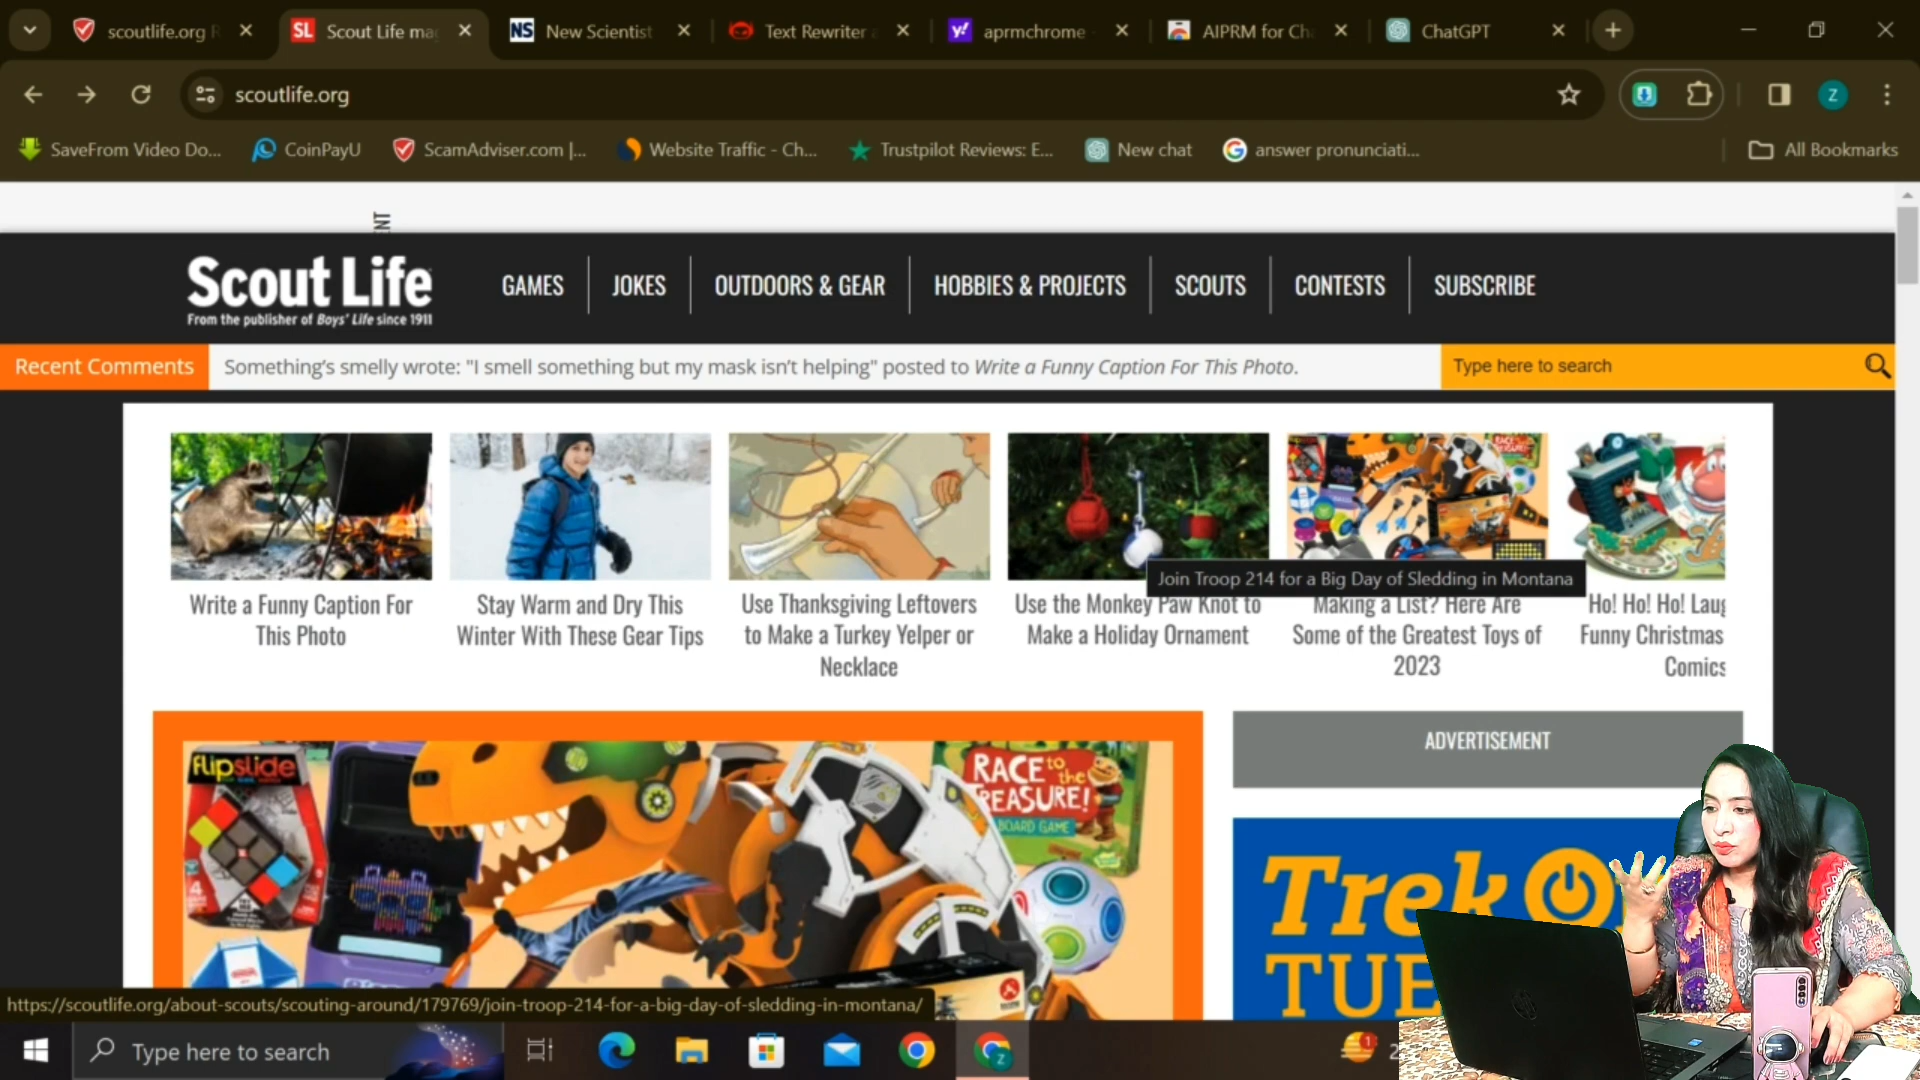 scoutlife.org
Scout Life ma
New Scientist
Text Rewriter
aprmchrome
AIPRM for Ch
ChatGPT
scoutlife.org
SaveFrom Video Do...
CoinPayU
ScamAdviser.com |...
Website Traffic - Ch...
Trustpilot Reviews: E...
New chat
answer pronunciati...
All Bookmarks
Scout Life
From the publisher of Boys' Life since 1911
GAMES
JOKES
OUTDOORS & GEAR
HOBBIES & PROJECTS
SCOUTS
CONTESTS
SUBSCRIBE
Recent Comments
Something's smelly wrote: "I smell something but my mask isn't helping" posted to Write a Funny Caption For This Photo.
Type here to search
Write a Funny Caption For
This Photo
Stay Warm and Dry This
Winter With These Gear Tips
Use Thanksgiving Leftovers
to Make a Turkey Yelper or
Necklace
Use the Monkey Paw Knot to
Make a Holiday Ornament
Join Troop 214 for a Big Day of Sledding in Montana
Making a List? Here Are
Some of the Greatest Toys of
2023
Ho! Ho! Ho! Laug
Funny Christmas
Comics
flipslide
RACE to the
TREASURE!
BOARD GAME
ADVERTISEMENT
Trek
TUE
https://scoutlife.org/about-scouts/scouting-around/179769/join-troop-214-for-a-big-day-of-sledding-in-montana/
Type here to search